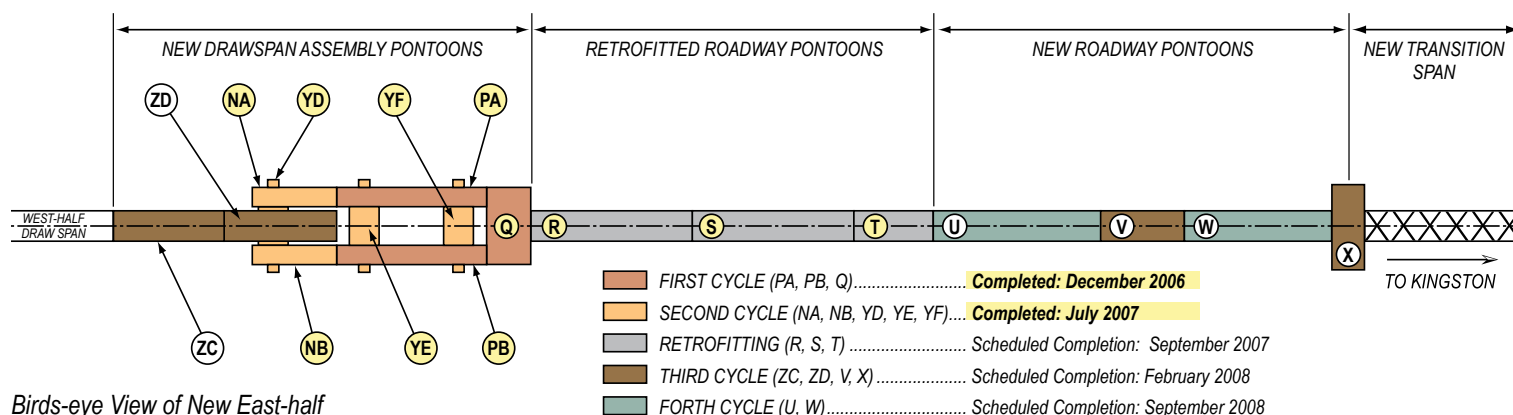 NEW DRAWSPAN ASSEMBLY PONTOONS
RETROFITTED ROADWAY PONTOONS
NEW ROADWAY PONTOONS
NEW TRANSITION
SPAN
ZD
NA
YD
YF
PA
WEST-HALF
DRAW SPAN
Q
R
S
T
U
V
W
X
TO KINGSTON
ZC
NB
YE
PB
FIRST CYCLE (PA, PB, Q)....................... Completed: December 2006
SECOND CYCLE (NA, NB, YD, YE, YF).... Completed: July 2007
RETROFITTING (R, S, T) ........................ Scheduled Completion: September 2007
THIRD CYCLE (ZC, ZD, V, X).................... Scheduled Completion: February 2008
FORTH CYCLE (U, W)............................. Scheduled Completion: September 2008
Birds-eye View of New East-half